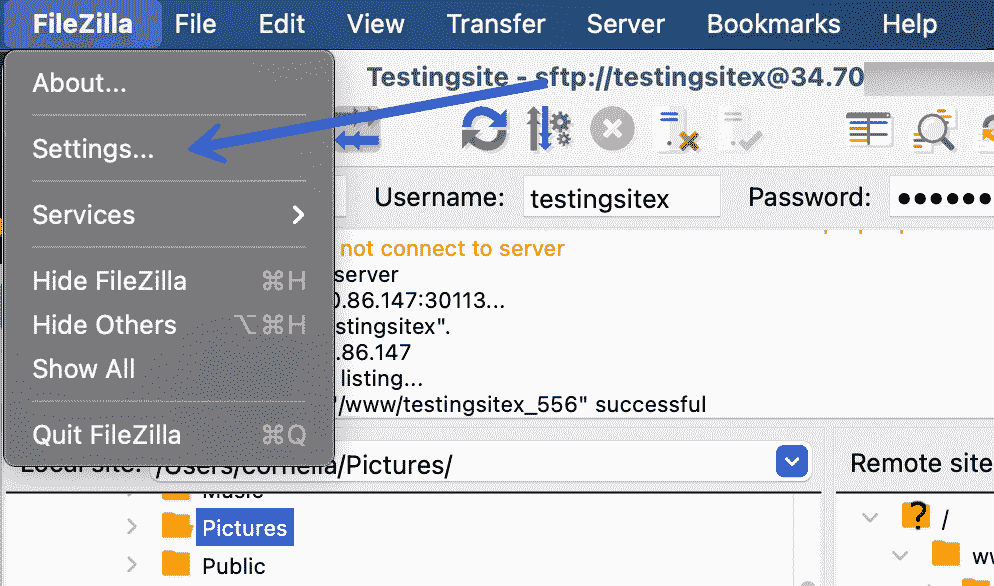 FileZilla File Edit View Transfer Server Bookmarks Help
About...
Testingsite - sftp://testingsitex@34.70
Settings...
Username: testingsitex Password: ●●●●●●
Services
not connect to server
server
Hide FileZilla ⌘H
0.86.147:30113...
Hide Others ⌥⌘H
stingsitex".
.86.147
Show All
listing...
"/www/testingsitex_556" successful
Quit FileZilla ⌘Q
Local site: /Users/cornelia/Pictures/
Remote site
Music
Pictures
?
/
Public